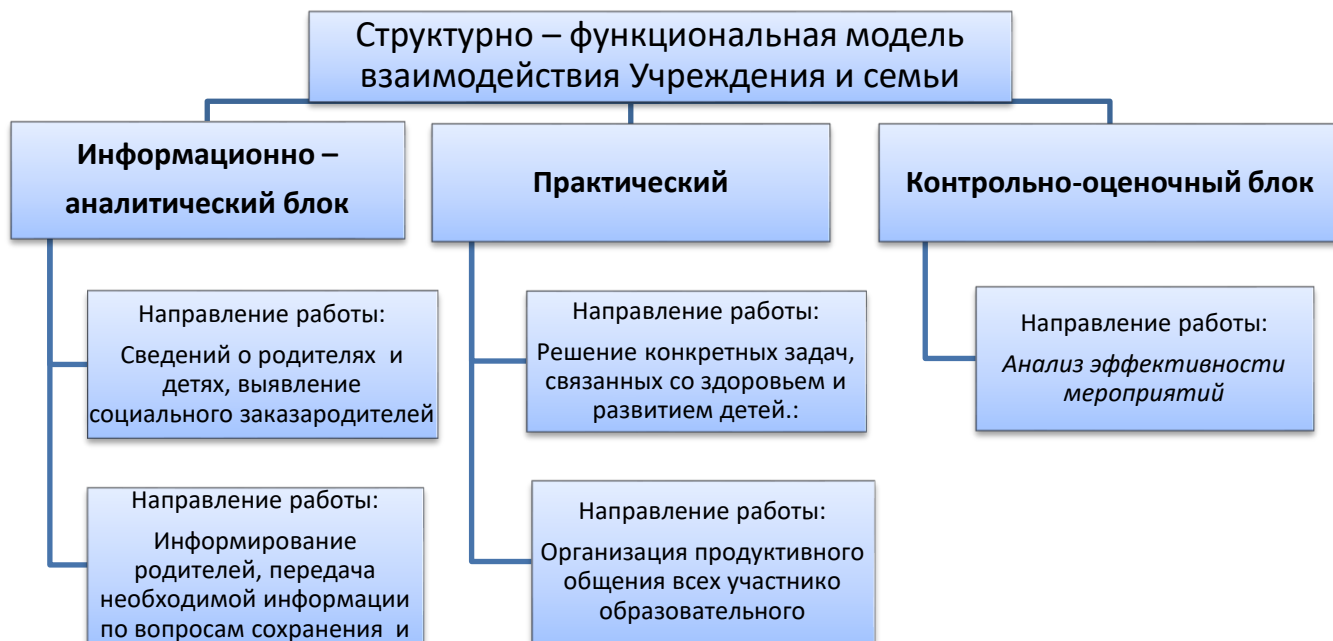 Структурно – функциональная модель
взаимодействия Учреждения и семьи
Информационно –
аналитический блок
Практический
Контрольно-оценочный блок
Направление работы:
Сведений о родителях  и
детях, выявление
социального заказародителей
Направление работы:
Решение конкретных задач,
связанных со здоровьем и
развитием детей.:
Направление работы:
Анализ эффективности
мероприятий
Направление работы:
Информирование
родителей, передача
необходимой информации
по вопросам сохранения  и
Направление работы:
Организация продуктивного
общения всех участнико
образовательного